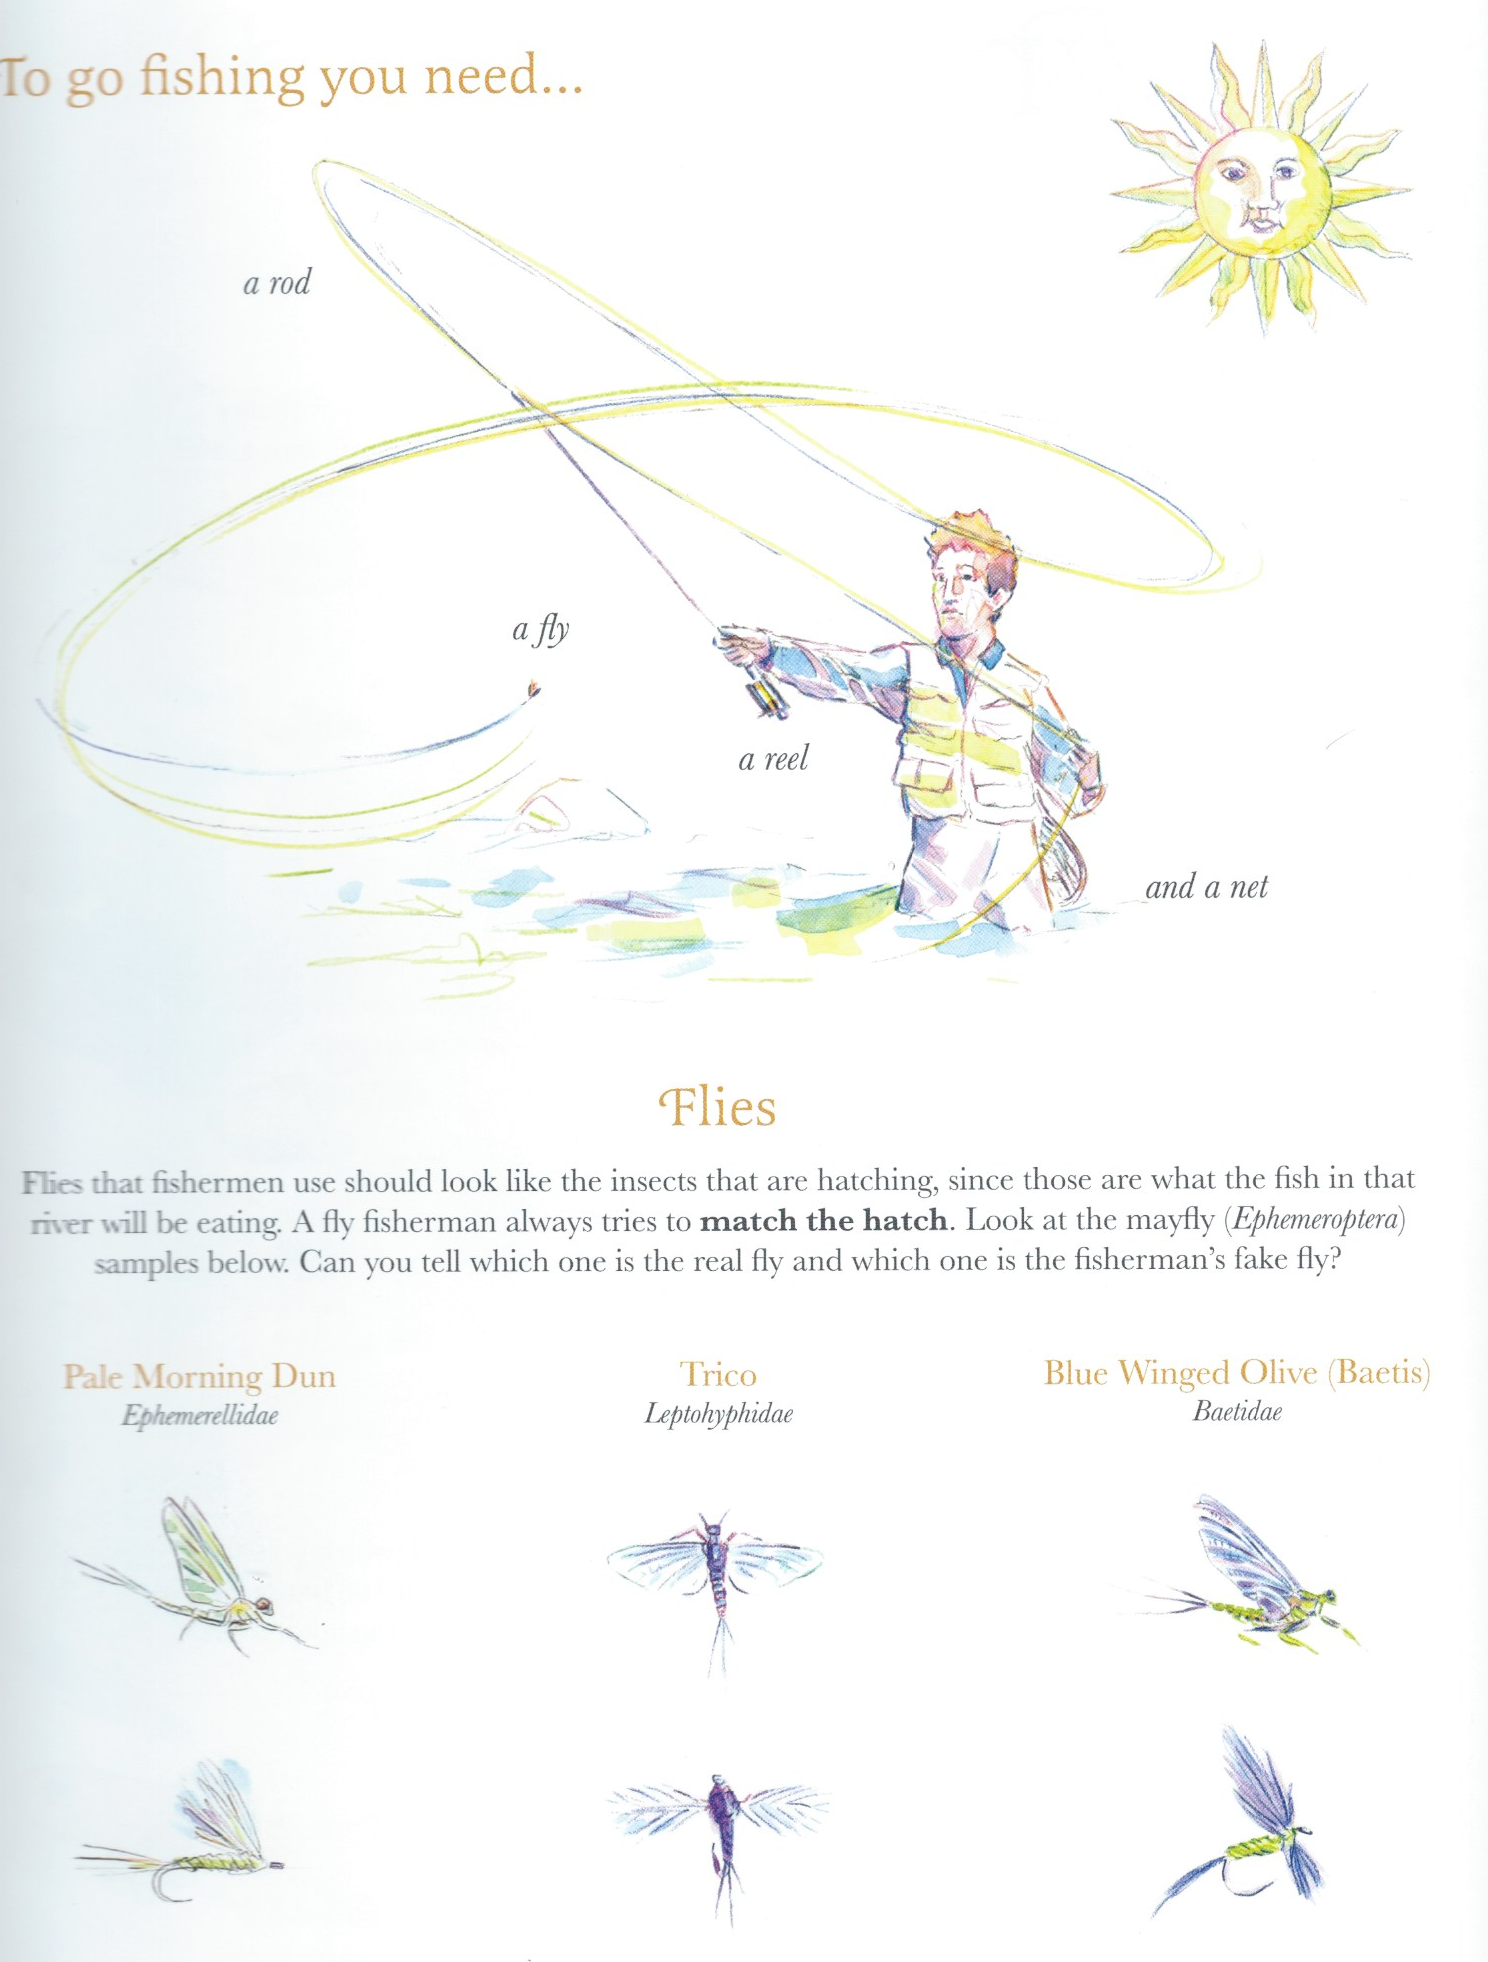 To go fishing you need...
a rod
a fly
a reel
and a net
Flies
Flies that fishermen use should look like the insects that are hatching, since those are what the fish in that
river will be eating. A fly fisherman always tries to match the hatch. Look at the mayfly (Ephemeroptera)
samples below. Can you tell which one is the real fly and which one is the fisherman's fake fly?
Pale Morning Dun
Ephemerellidae
Trico
Leptohyphidae
Blue Winged Olive (Baetis)
Baetidae